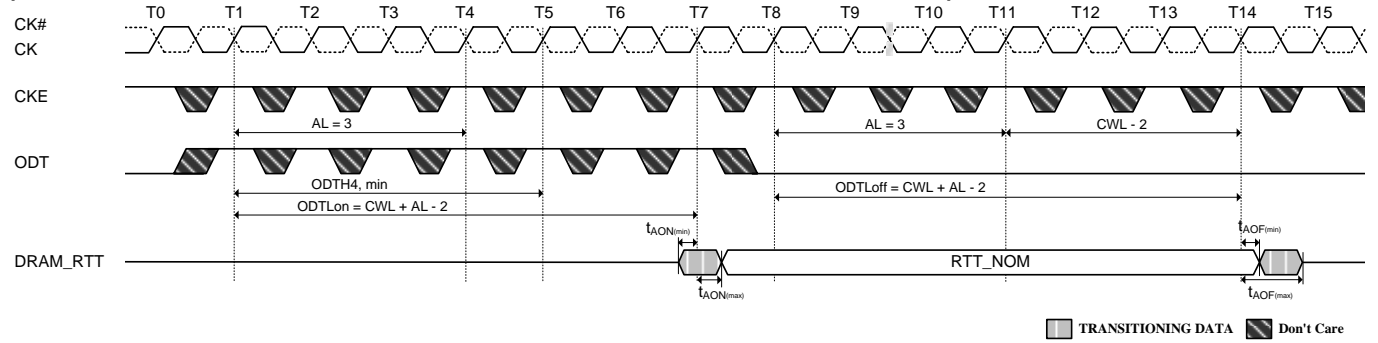 T0 T1 T2 T3 T4 T5 T6 T7 T8 T9 T10 T11 T12 T13 T14 T15
CK#
CK
CKE
AL = 3 AL = 3 CWL - 2
ODT
ODTH4, min ODTLoff = CWL + AL - 2
ODTLon = CWL + AL - 2
tAON(min) tAOF(min)
DRAM_RTT RTT_NOM
tAON(max) tAOF(max)
TRANSITIONING DATA Don't Care